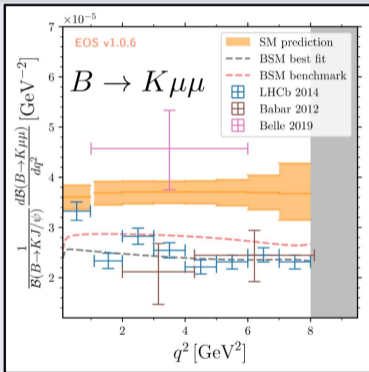 ×10⁻⁵
7
EOS v1.0.6
B → Kμμ
SM prediction
BSM best fit
BSM benchmark
LHCb 2014
Babar 2012
Belle 2019
6
5
4
3
2
1/B(B→KJ/ψ) dB(B→Kμμ)/dq² [GeV⁻²]
2 4 6 8
q² [GeV²]